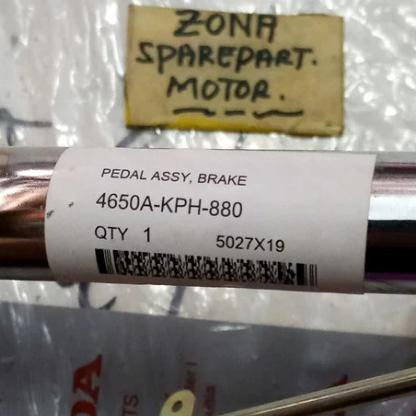 ZONA
SPAREPART.
MOTOR.
PEDAL ASSY, BRAKE
4650A-KPH-880
QTY 1 5027X19